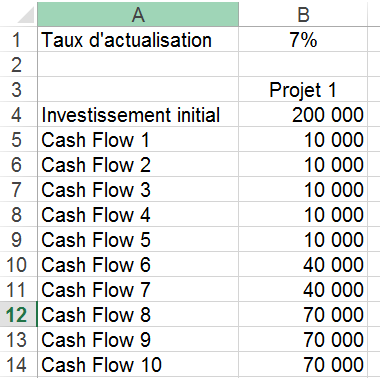 A B
1 Taux d'actualisation 7%
2
3 Projet 1
4 Investissement initial 200 000
5 Cash Flow 1 10 000
6 Cash Flow 2 10 000
7 Cash Flow 3 10 000
8 Cash Flow 4 10 000
9 Cash Flow 5 10 000
10 Cash Flow 6 40 000
11 Cash Flow 7 40 000
12 Cash Flow 8 70 000
13 Cash Flow 9 70 000
14 Cash Flow 10 70 000